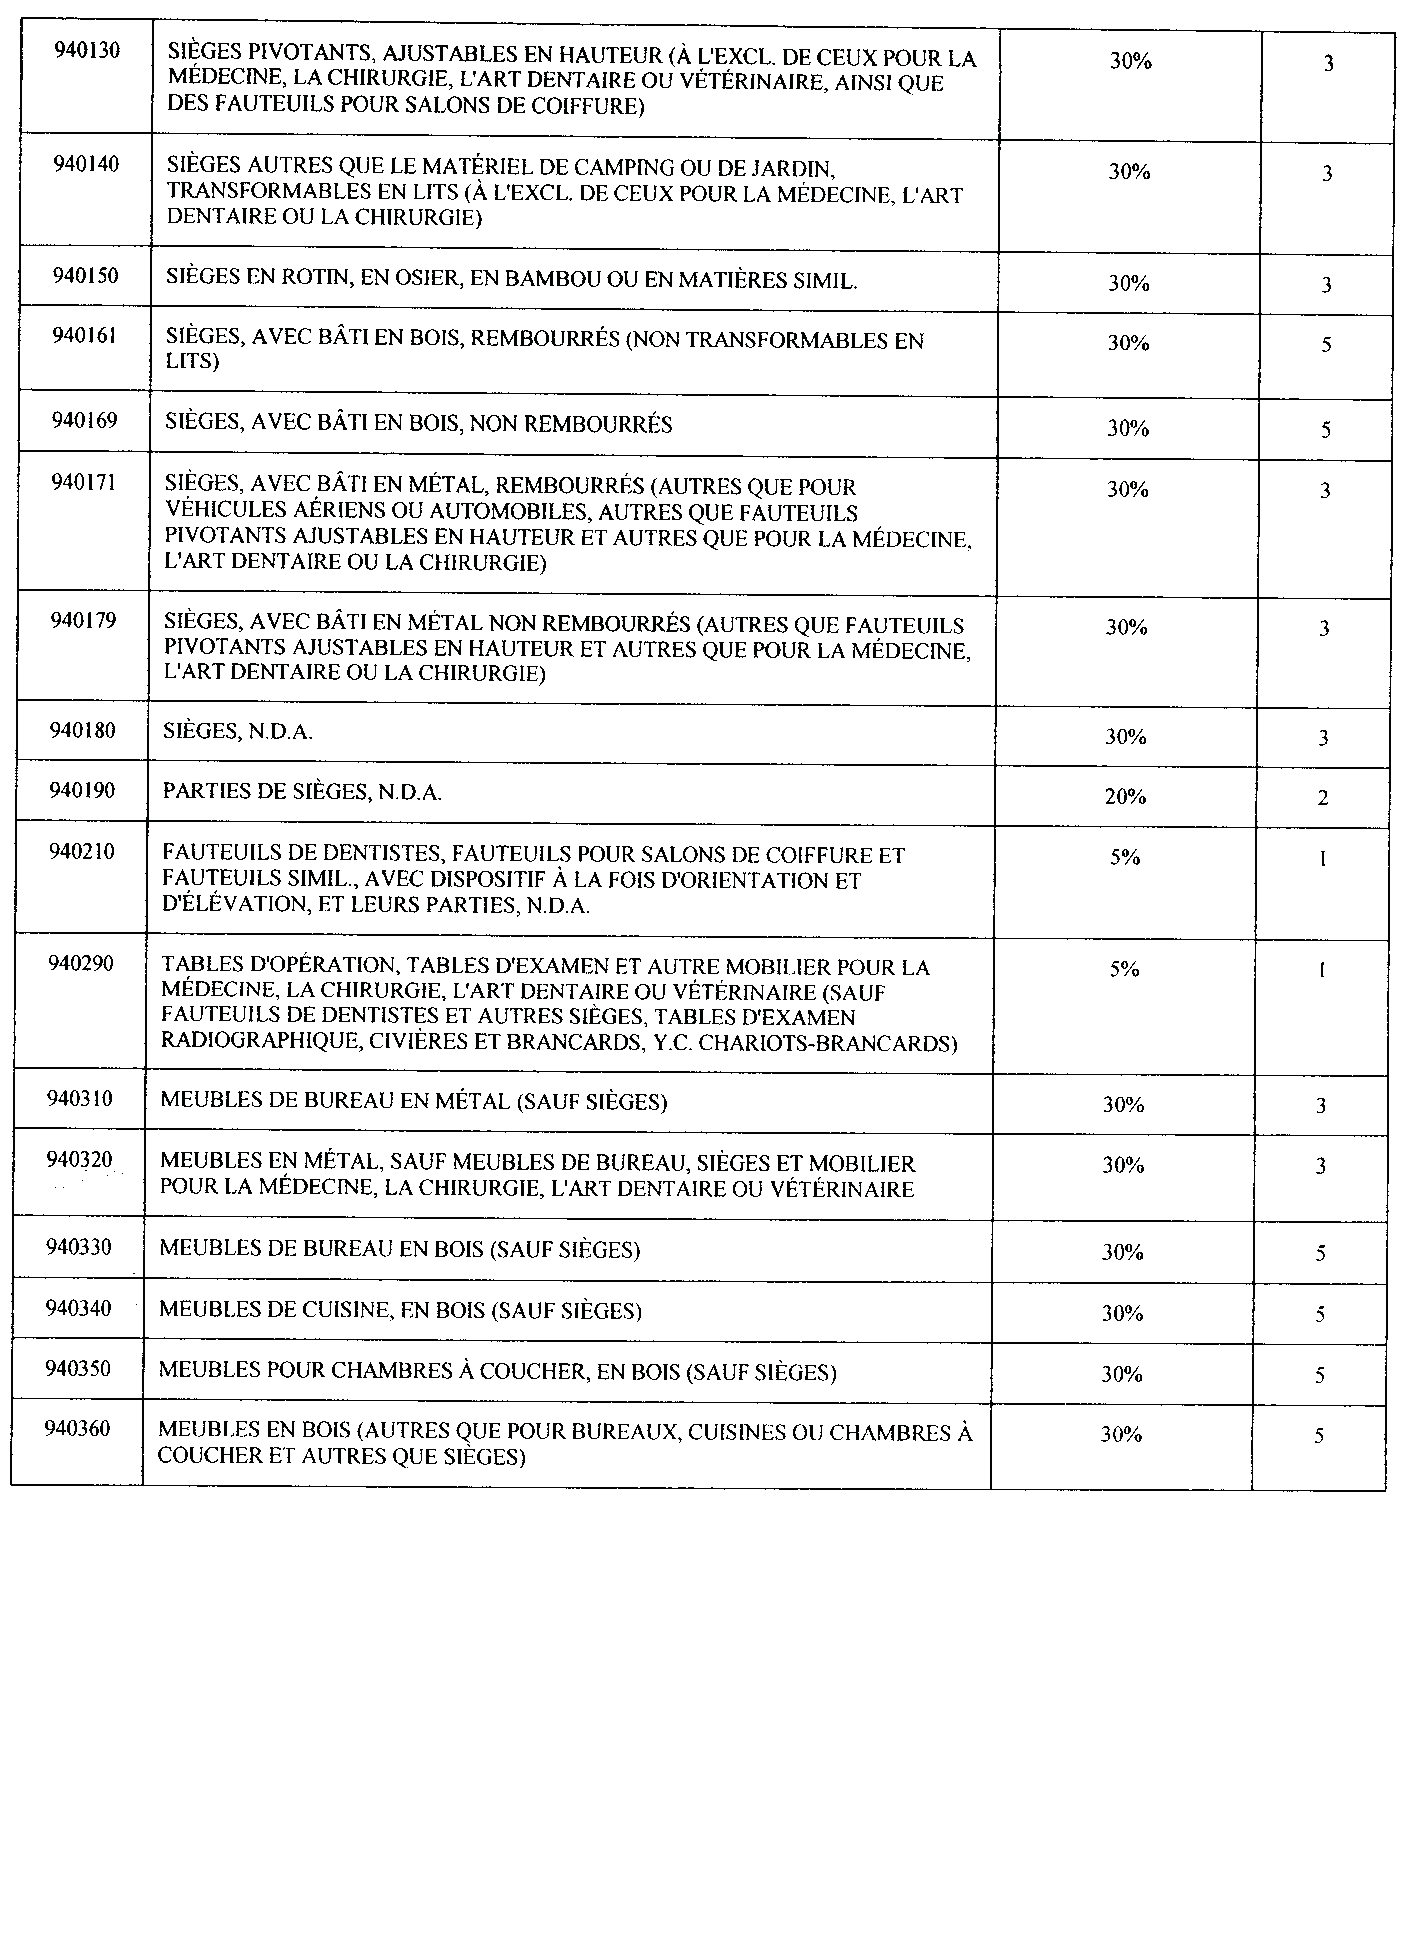 940130 SIÈGES PIVOTANTS, AJUSTABLES EN HAUTEUR (À L'EXCL. DE CEUX POUR LA 30% 3
MÉDECINE, LA CHIRURGIE, L'ART DENTAIRE OU VÉTÉRINAIRE, AINSI QUE
DES FAUTEUILS POUR SALONS DE COIFFURE)
940140 SIÈGES AUTRES QUE LE MATÉRIEL DE CAMPING OU DE JARDIN, 30% 3
TRANSFORMABLES EN LITS (À L'EXCL. DE CEUX POUR LA MÉDECINE, L'ART
DENTAIRE OU LA CHIRURGIE)
940150 SIÈGES EN ROTIN, EN OSIER, EN BAMBOU OU EN MATIÈRES SIMIL. 30% 3
940161 SIÈGES, AVEC BÂTI EN BOIS, REMBOURRÉS (NON TRANSFORMABLES EN 30% 5
LITS)
940169 SIÈGES, AVEC BÂTI EN BOIS, NON REMBOURRÉS 30% 5
940171 SIÈGES, AVEC BÂTI EN MÉTAL, REMBOURRÉS (AUTRES QUE POUR 30% 3
VÉHICULES AÉRIENS OU AUTOMOBILES, AUTRES QUE FAUTEUILS
PIVOTANTS AJUSTABLES EN HAUTEUR ET AUTRES QUE POUR LA MÉDECINE,
L'ART DENTAIRE OU LA CHIRURGIE)
940179 SIÈGES, AVEC BÂTI EN MÉTAL NON REMBOURRÉS (AUTRES QUE FAUTEUILS 30% 3
PIVOTANTS AJUSTABLES EN HAUTEUR ET AUTRES QUE POUR LA MÉDECINE,
L'ART DENTAIRE OU LA CHIRURGIE)
940180 SIÈGES, N.D.A. 30% 3
940190 PARTIES DE SIÈGES, N.D.A. 20% 2
940210 FAUTEUILS DE DENTISTES, FAUTEUILS POUR SALONS DE COIFFURE ET 5% 1
FAUTEUILS SIMIL., AVEC DISPOSITIF À LA FOIS D'ORIENTATION ET
D'ÉLÉVATION, ET LEURS PARTIES, N.D.A.
940290 TABLES D'OPÉRATION, TABLES D'EXAMEN ET AUTRE MOBILIER POUR LA 5% 1
MÉDECINE, LA CHIRURGIE, L'ART DENTAIRE OU VÉTÉRINAIRE (SAUF
FAUTEUILS DE DENTISTES ET AUTRES SIÈGES, TABLES D'EXAMEN
RADIOGRAPHIQUE, CIVIÈRES ET BRANCARDS, Y.C. CHARIOTS-BRANCARDS)
940310 MEUBLES DE BUREAU EN MÉTAL (SAUF SIÈGES) 30% 3
940320 MEUBLES EN MÉTAL, SAUF MEUBLES DE BUREAU, SIÈGES ET MOBILIER 30% 3
POUR LA MÉDECINE, LA CHIRURGIE, L'ART DENTAIRE OU VÉTÉRINAIRE
940330 MEUBLES DE BUREAU EN BOIS (SAUF SIÈGES) 30% 5
940340 MEUBLES DE CUISINE, EN BOIS (SAUF SIÈGES) 30% 5
940350 MEUBLES POUR CHAMBRES À COUCHER, EN BOIS (SAUF SIÈGES) 30% 5
940360 MEUBLES EN BOIS (AUTRES QUE POUR BUREAUX, CUISINES OU CHAMBRES À 30% 5
COUCHER ET AUTRES QUE SIÈGES)